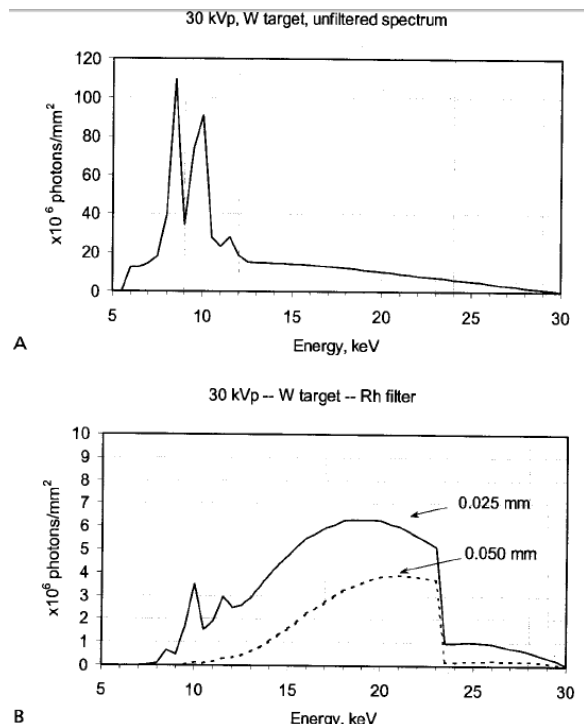 30 kVp, W target, unfiltered spectrum
x10⁶ photons/mm²
120
100
80
60
40
20
0
5 10 15 20 25 30
Energy, keV
A
30 kVp -- W target -- Rh filter
x10⁶ photons/mm²
10
9
8
7
6
5
4
3
2
1
0
0.025 mm
0.050 mm
5 10 15 20 25 30
Energy, keV
B